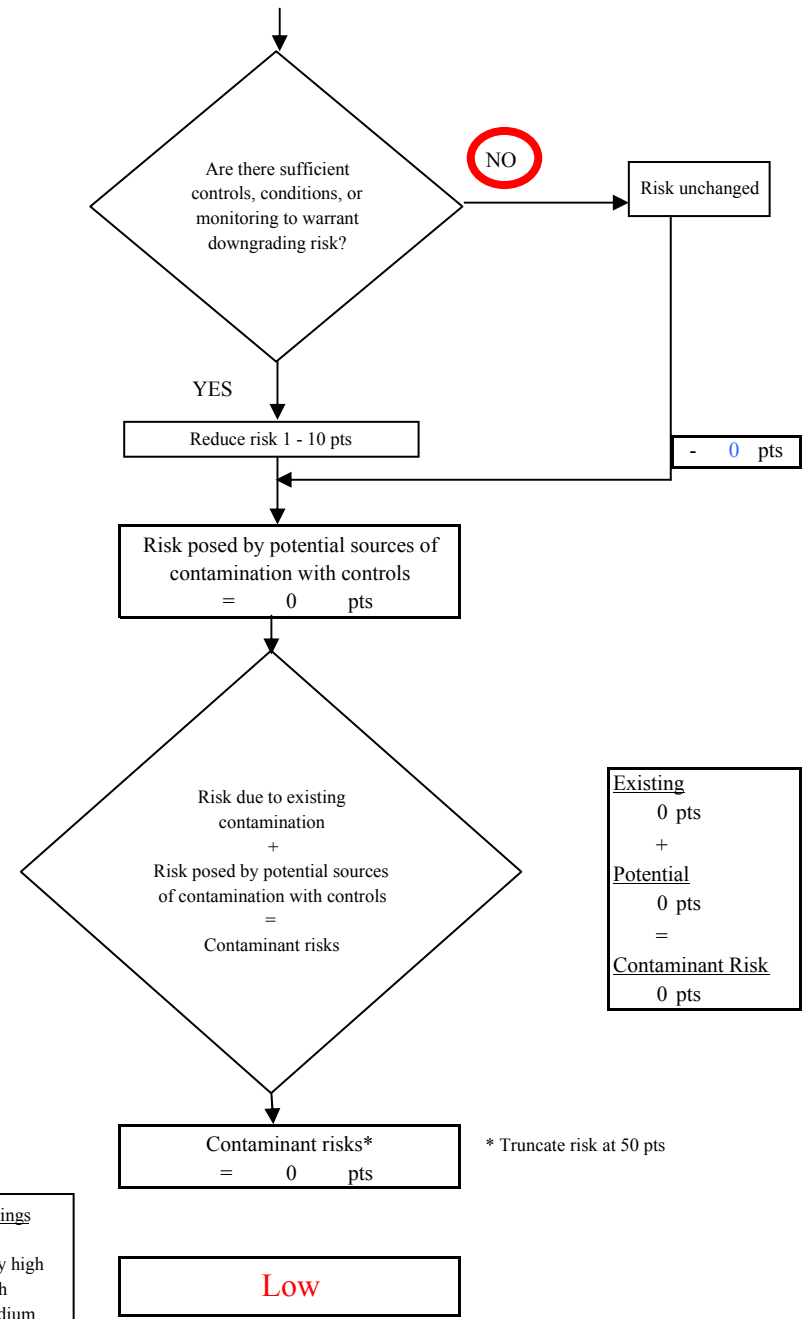 Are there sufficient
controls, conditions, or
monitoring to warrant
downgrading risk?
NO
Risk unchanged
YES
Reduce risk 1 - 10 pts
- 0 pts
Risk posed by potential sources of
contamination with controls
= 0 pts
Risk due to existing
contamination
+
Risk posed by potential sources
of contamination with controls
=
Contaminant risks
Existing
0 pts
+
Potential
0 pts
=
Contaminant Risk
0 pts
Contaminant risks*
= 0 pts
* Truncate risk at 50 pts
high
Low